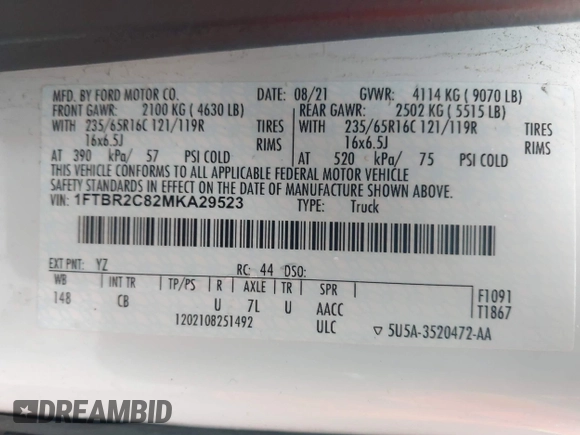 MFD. BY FORD MOTOR CO. DATE: 08/21 GVWR: 4114 KG ( 9070 LB)
FRONT GAWR: 2100 KG ( 4630 LB) REAR GAWR: 2502 KG ( 5515 LB)
WITH 235/65R16C 121/119R TIRES WITH 235/65R16C 121/119R TIRES
16x6.5J RIMS 16x6.5J RIMS
AT 390 kPa/ 57 PSI COLD AT 520 kPa/ 75 PSI COLD
THIS VEHICLE CONFORMS TO ALL APPLICABLE FEDERAL MOTOR VEHICLE
SAFETY STANDARDS IN EFFECT ON THE DATE OF MANUFACTURE SHOWN ABOVE.
VIN: 1FTBR2C82MKA29523 TYPE: Truck
EXT PNT: YZ RC: 44 DSO:
WB INT TR TP/PS R AXLE TR SPR F1091
148 CB U 7L U AACC T1867
1202108251492 ULC ▽ 5U5A-3520472-AA
DREAMBID